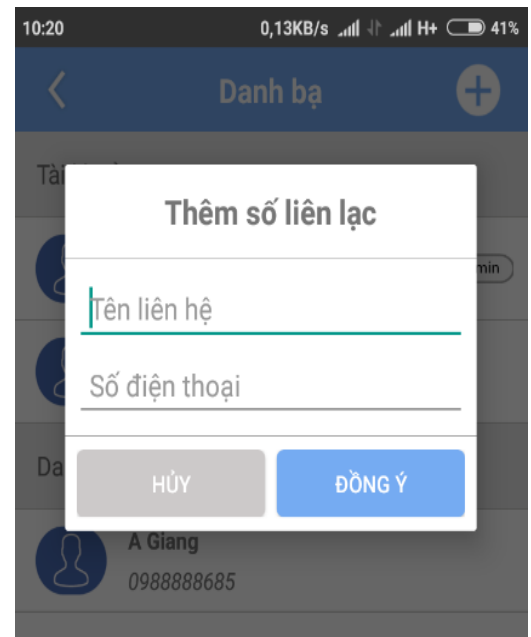 10:20 0,13KB/s H+ 41%
Danh bạ
Thêm số liên lạc
Tên liên hệ
Số điện thoại
HỦY ĐỒNG Ý
A Giang
0988888685